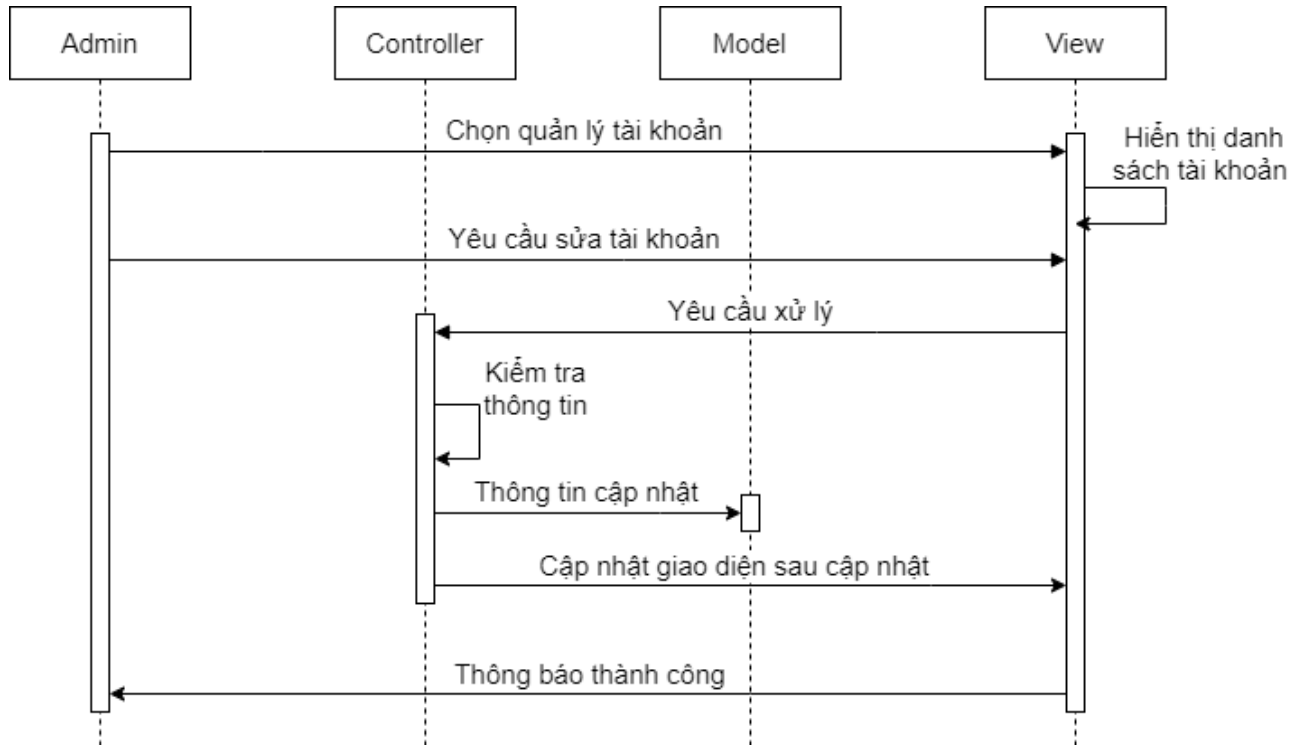 Admin
Controller
Model
View
Chọn quản lý tài khoản
Hiển thị danh
sách tài khoản
Yêu cầu sửa tài khoản
Yêu cầu xử lý
Kiểm tra
thông tin
Thông tin cập nhật
Cập nhật giao diện sau cập nhật
Thông báo thành công